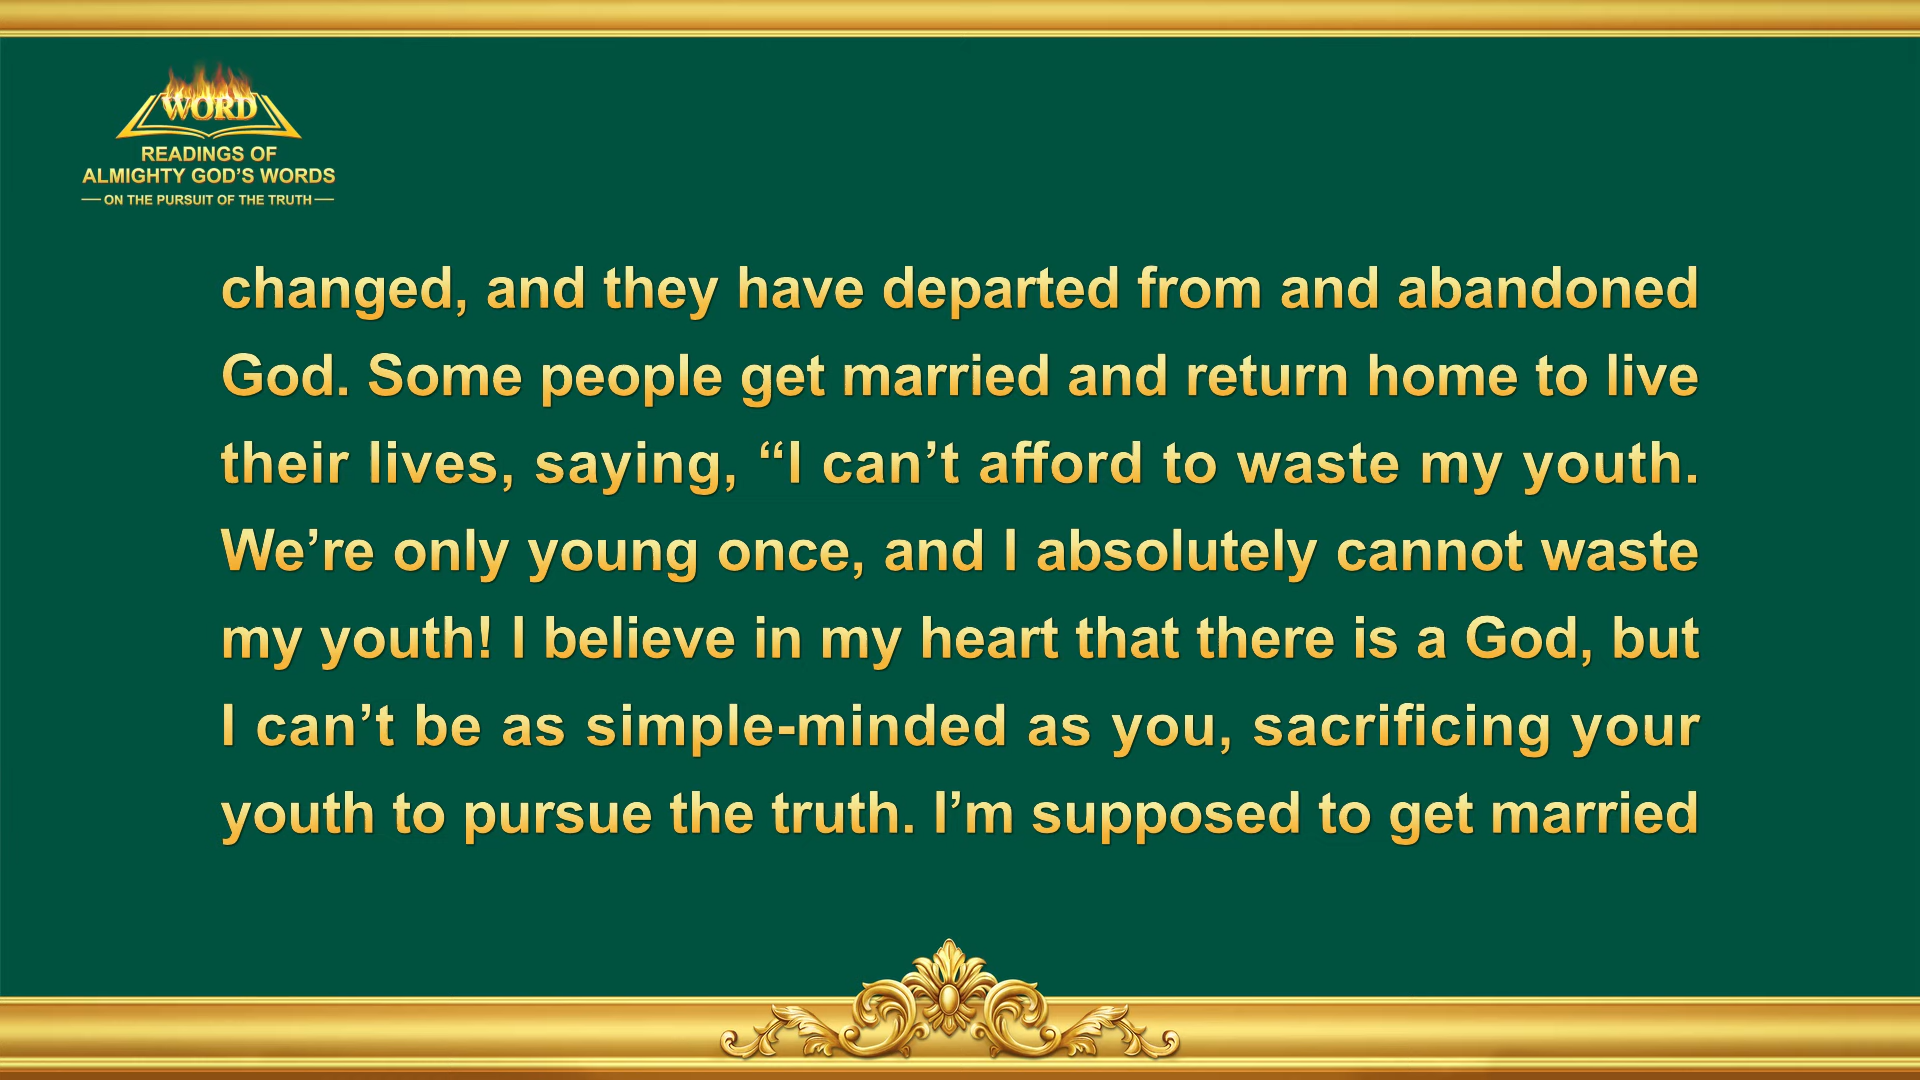 WORD
READINGS OF
ALMIGHTY GOD’S WORDS
ON THE PURSUIT OF THE TRUTH
changed, and they have departed from and abandoned
God. Some people get married and return home to live
their lives, saying, “I can’t afford to waste my youth.
We’re only young once, and I absolutely cannot waste
my youth! I believe in my heart that there is a God, but
I can’t be as simple-minded as you, sacrificing your
youth to pursue the truth. I’m supposed to get married